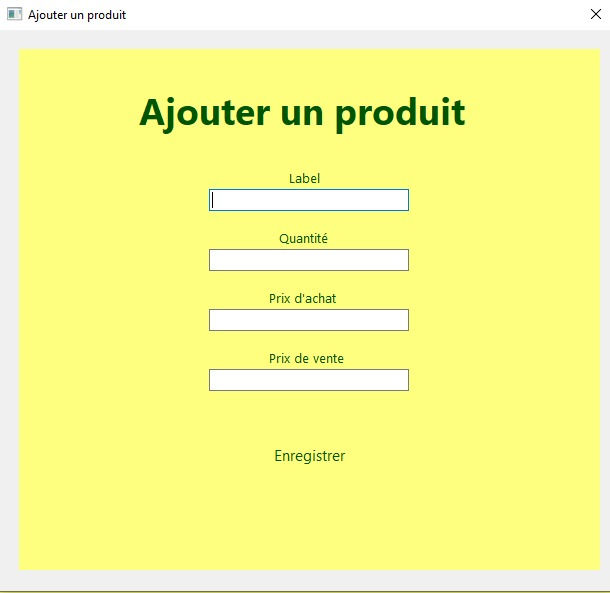 Ajouter un produit
Ajouter un produit
Label
Quantité
Prix d'achat
Prix de vente
Enregistrer